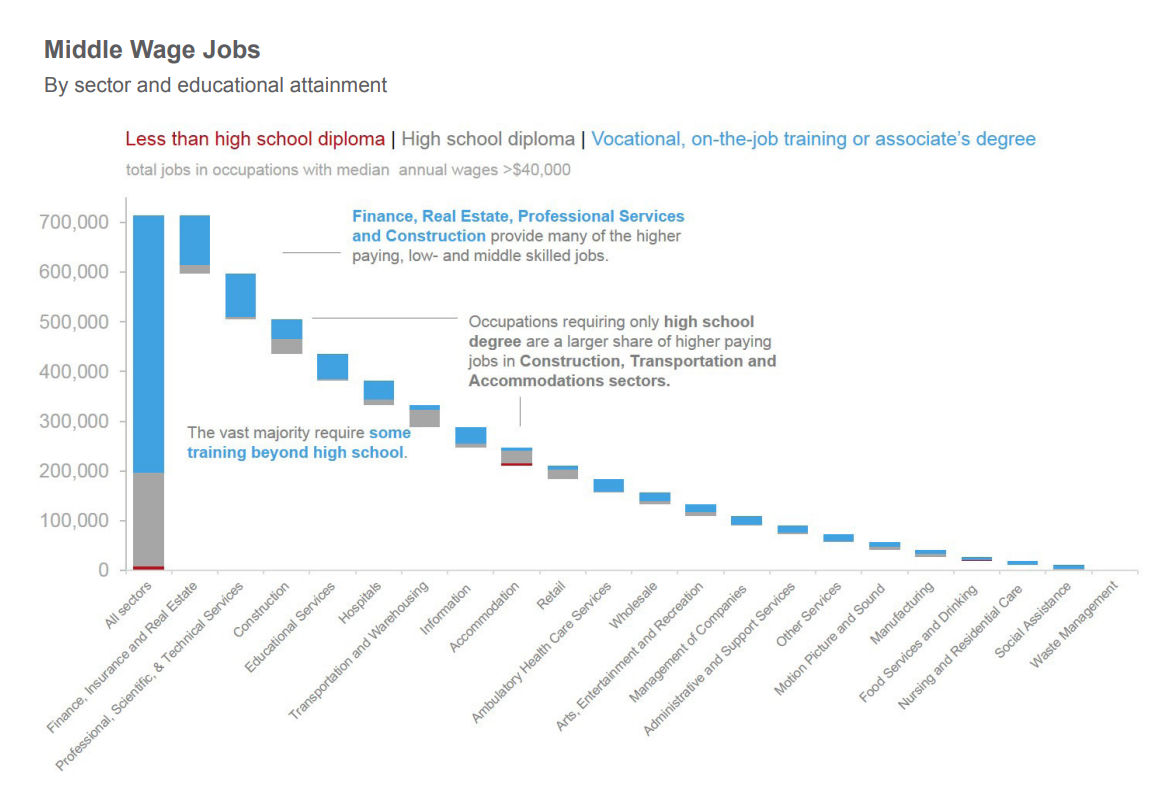 Middle Wage Jobs
By sector and educational attainment
Less than high school diploma | High school diploma | Vocational, on-the-job training or associate's degree
total jobs in occupations with median annual wages >$40,000
Finance, Real Estate, Professional Services
and Construction provide many of the higher
paying, low- and middle skilled jobs.
Occupations requiring only high school
degree are a larger share of higher paying
jobs in Construction, Transportation and
Accommodations sectors.
The vast majority require some
training beyond high school.
700,000
600,000
500,000
400,000
300,000
200,000
100,000
0
All sectors
Finance, Insurance and Real Estate
Professional, Scientific, & Technical Services
Construction
Educational Services
Hospitals
Transportation and Warehousing
Information
Accommodation
Retail
Ambulatory Health Care Services
Wholesale
Arts, Entertainment and Recreation
Management of Companies
Administrative and Support Services
Other Services
Motion Picture and Sound
Manufacturing
Food Services and Drinking
Nursing and Residential Care
Social Assistance
Waste Management